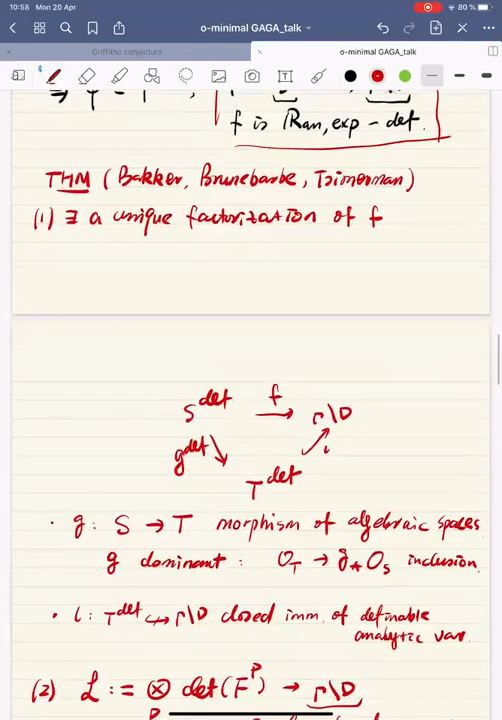 10:58 Mon 20 Apr
80 %
o-minimal GAGA_talk
Griffiths conjecture
o-minimal GAGA_talk
f is Ran, exp - def.
THM (Bakker, Brunebarbe, Tsimerman)
(1) ∃ a unique factorization of f
S^def f Γ\D
g^def ι
T^def
• g: S → T morphism of algebraic spaces
g dominant: O_T → g_* O_S inclusion
• ι: T^def ↪ Γ\D closed imm. of definable
analytic var.
(2) L := ⊗ det(F^p) → Γ\D
p